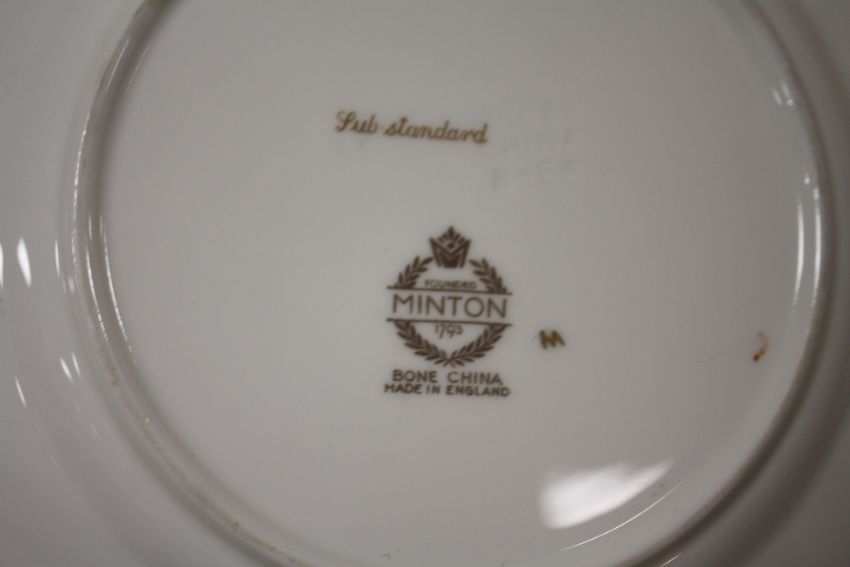 Sub-standard
FOUNDED
MINTON
1793
M
BONE CHINA
MADE IN ENGLAND